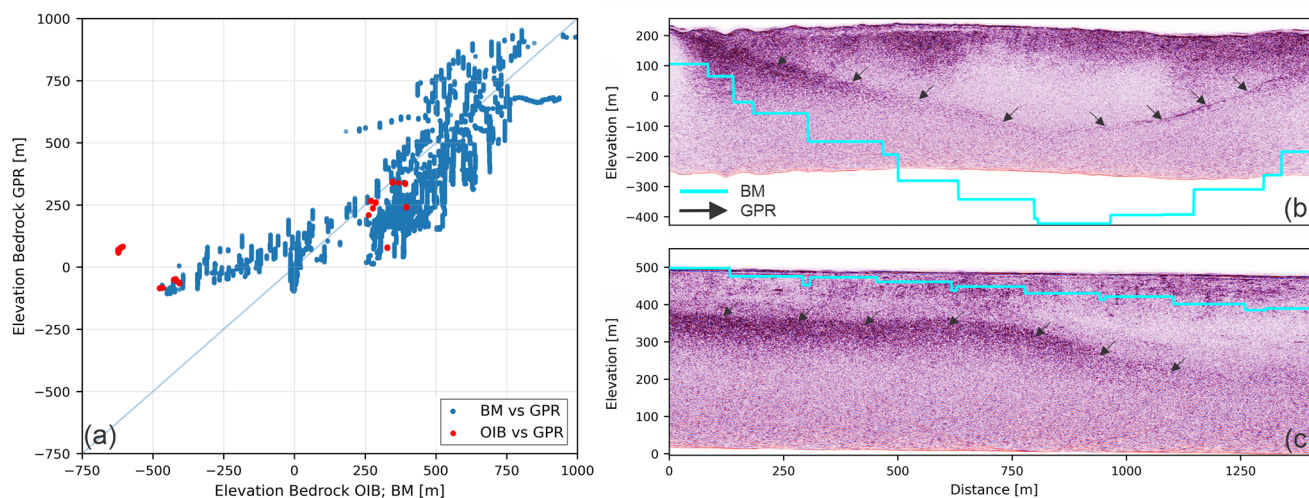 1000
750
500
250
0
−250
−500
−750
Elevation Bedrock GPR [m]
−750
−500
−250
0
250
500
750
1000
Elevation Bedrock OIB; BM [m]
BM vs GPR
OIB vs GPR
(a)
200
100
0
−100
−200
−300
−400
Elevation [m]
BM
GPR
(b)
500
400
300
200
100
0
Elevation [m]
(c)
0
250
500
750
1000
1250
Distance [m]